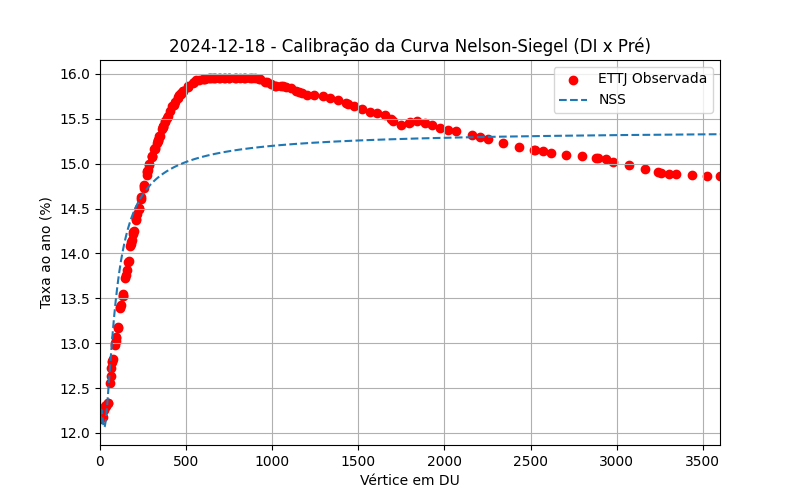 2024-12-18 - Calibração da Curva Nelson-Siegel (DI x Pré)
ETTJ Observada
NSS
Taxa ao ano (%)
16.0
15.5
15.0
14.5
14.0
13.5
13.0
12.5
12.0
0 500 1000 1500 2000 2500 3000 3500
Vértice em DU